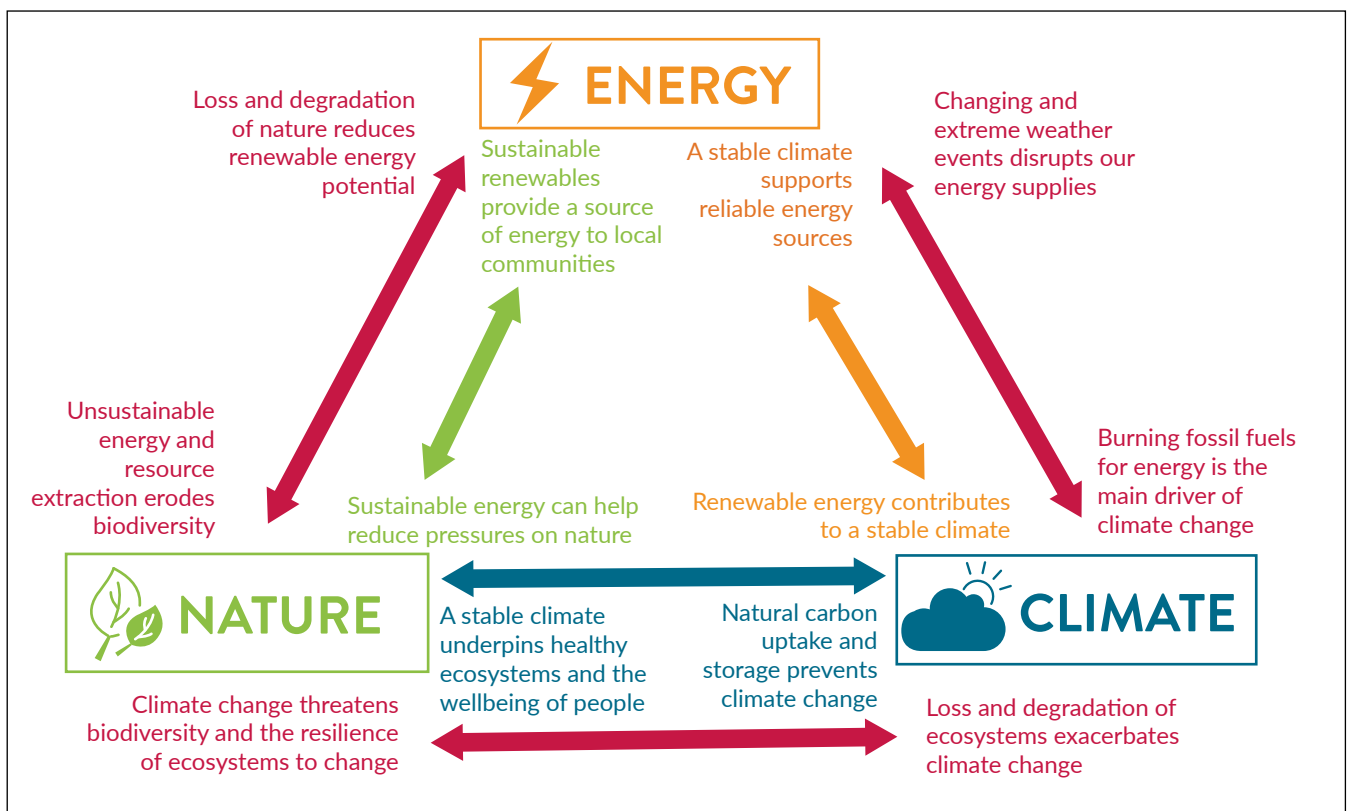 ENERGY
Loss and degradation
of nature reduces
renewable energy
potential
Sustainable
renewables
provide a source
of energy to local
communities
A stable climate
supports
reliable energy
sources
Changing and
extreme weather
events disrupts our
energy supplies
Unsustainable
energy and
resource
extraction erodes
biodiversity
Sustainable energy can help
reduce pressures on nature
Renewable energy contributes
to a stable climate
Burning fossil fuels
for energy is the
main driver of
climate change
NATURE
A stable climate
underpins healthy
ecosystems and the
wellbeing of people
Natural carbon
uptake and
storage prevents
climate change
CLIMATE
Climate change threatens
biodiversity and the resilience
of ecosystems to change
Loss and degradation of
ecosystems exacerbates
climate change